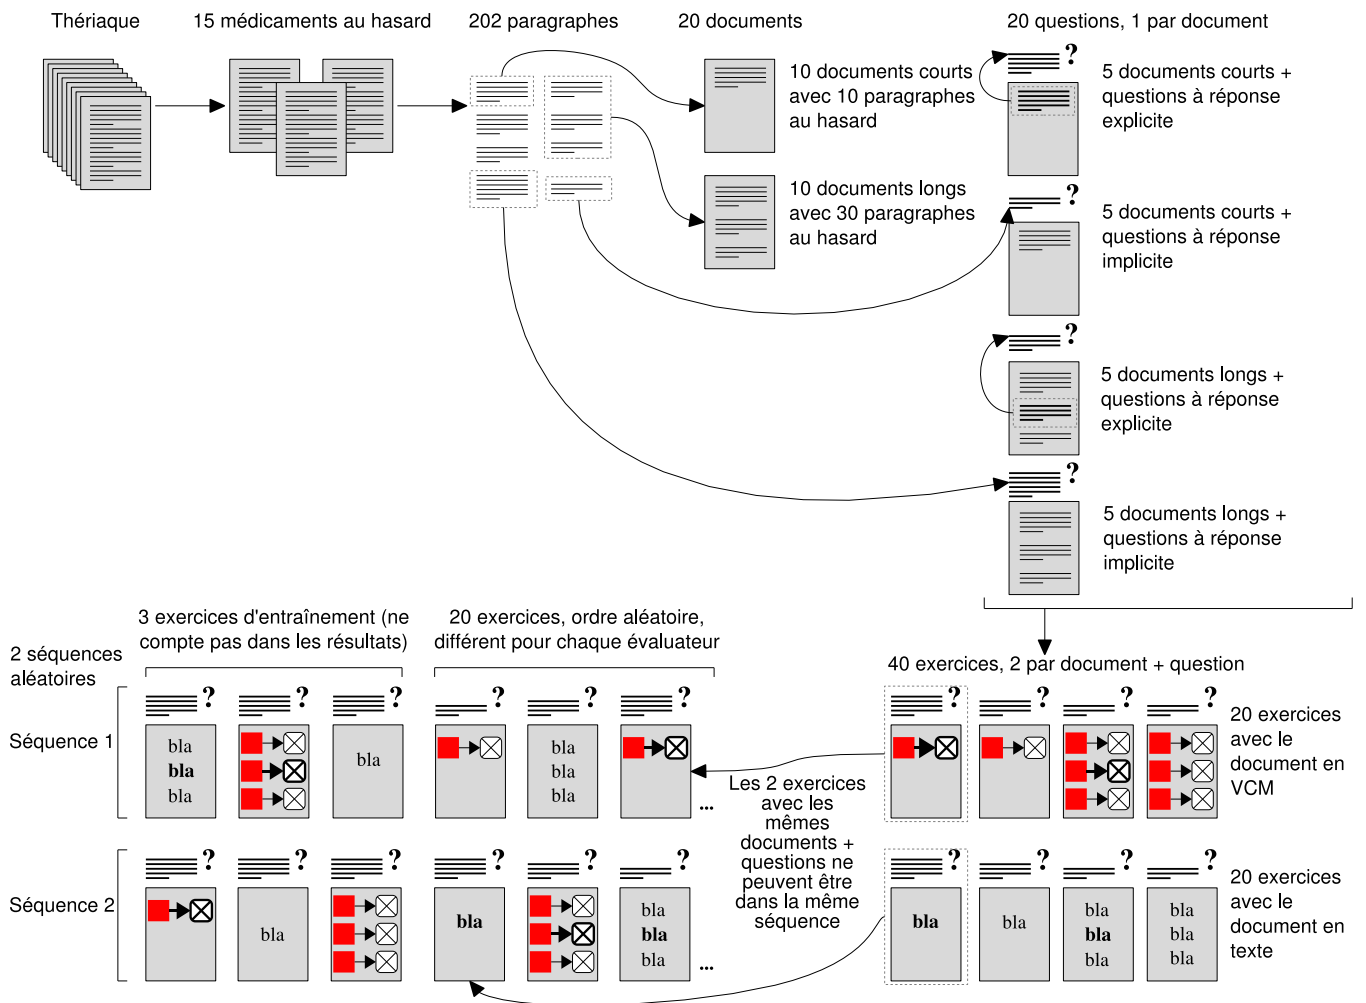 Thériaque
15 médicaments au hasard
202 paragraphes
20 documents
20 questions, 1 par document
10 documents courts
avec 10 paragraphes
au hasard
10 documents longs
avec 30 paragraphes
au hasard
?
5 documents courts +
questions à réponse
explicite
?
5 documents courts +
questions à réponse
implicite
?
5 documents longs +
questions à réponse
explicite
?
5 documents longs +
questions à réponse
implicite
3 exercices d'entraînement (ne
compte pas dans les résultats)
20 exercices, ordre aléatoire,
différent pour chaque évaluateur
40 exercices, 2 par document + question
2 séquences
aléatoires
Séquence 1
? ? ? ? ? ? ? ? ? ?
bla
bla
bla
bla
bla
bla
bla
...
20 exercices
avec le
document en
VCM
Les 2 exercices
avec les
mêmes
documents +
questions ne
peuvent être
dans la même
séquence
Séquence 2
? ? ? ? ? ? ? ? ? ?
bla
bla
bla
bla
bla
...
bla
bla
bla
bla
bla
bla
bla
bla
20 exercices
avec le
document en
texte